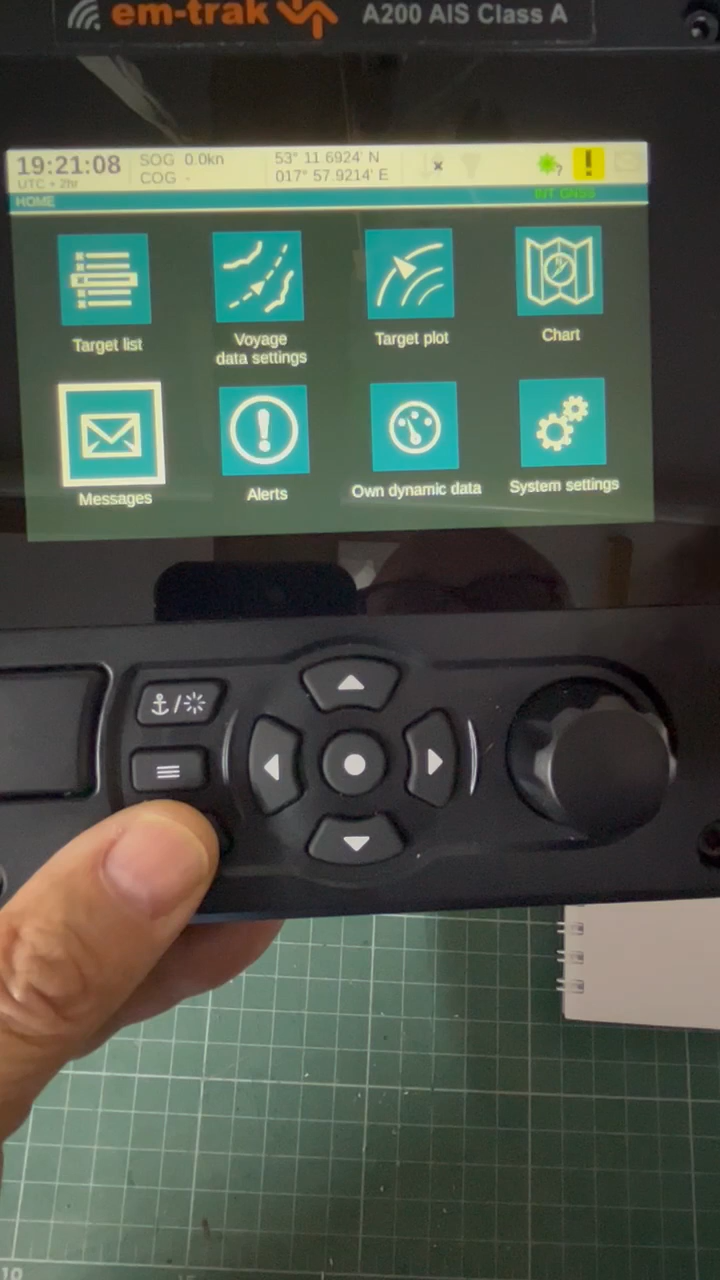 em-trak A200 AIS Class A
19:21:08
UTC + 2hr
SOG 0.0kn
COG -
53° 11 6924' N
017° 57.9214' E
?
!
HOME
INT GNSS
Target list
Voyage
data settings
Target plot
Chart
Messages
Alerts
Own dynamic data
System settings
10